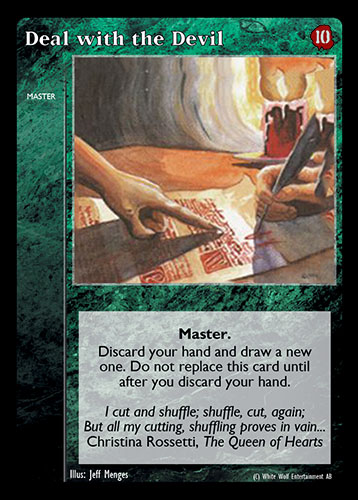 Deal with the Devil
10
MASTER
Master.
Discard your hand and draw a new
one. Do not replace this card until
after you discard your hand.
I cut and shuffle; shuffle, cut, again;
But all my cutting, shuffling proves in vain...
Christina Rossetti, The Queen of Hearts
Illus: Jeff Menges
(C) White Wolf Entertainment AB